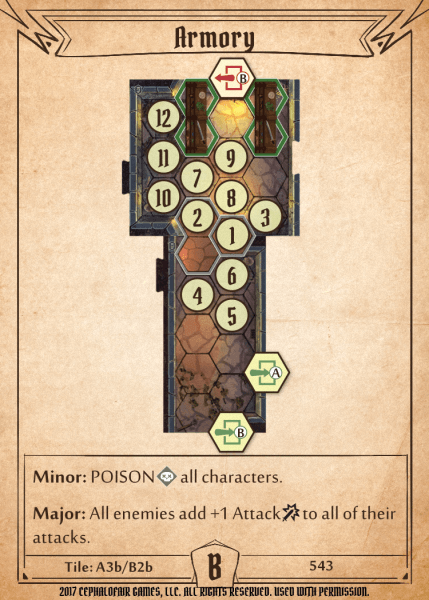 Armory
B
12
11
9
7
10
8
2
3
1
6
4
5
A
B
Minor: POISON all characters.
Major: All enemies add +1 Attack to all of their
attacks.
Tile: A3b/B2b
B
543
2017 CEPHALOFAIR GAMES, LLC. ALL RIGHTS RESERVED. USED WITH PERMISSION.